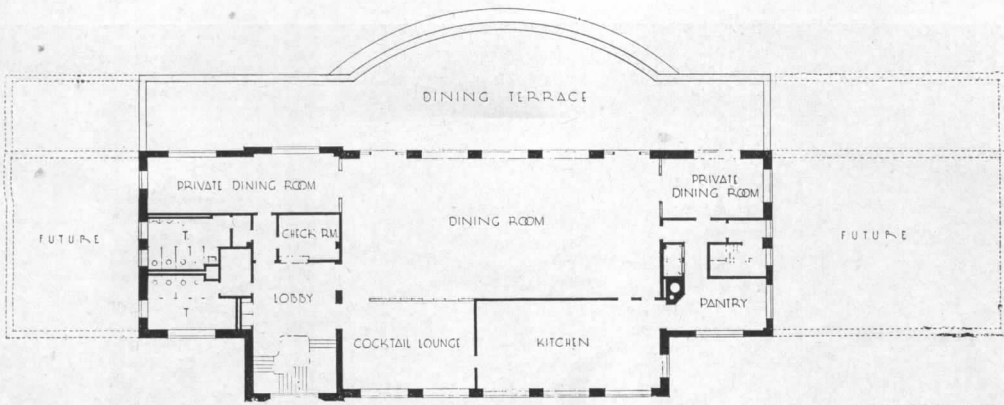 DINING TERRACE
PRIVATE DINING ROOM
PRIVATE
DINING ROOM
DINING ROOM
CHECK RM.
T.
FUTURE
FUTURE
LOBBY
T
PANTRY
COCKTAIL LOUNGE
KITCHEN